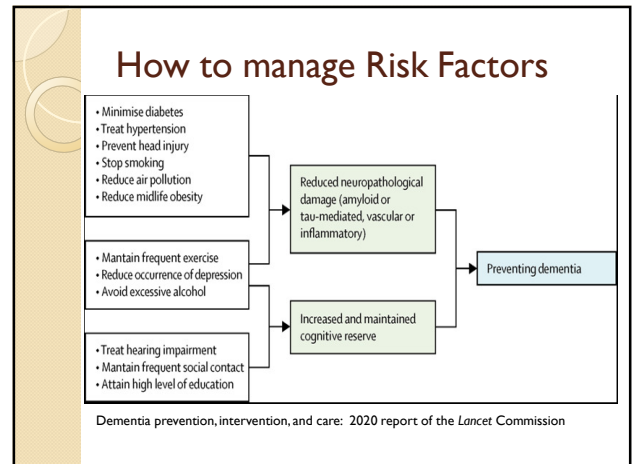 How to manage Risk Factors
• Minimise diabetes
• Treat hypertension
• Prevent head injury
• Stop smoking
• Reduce air pollution
• Reduce midlife obesity
• Mantain frequent exercise
• Reduce occurrence of depression
• Avoid excessive alcohol
• Treat hearing impairment
• Mantain frequent social contact
• Attain high level of education
Reduced neuropathological
damage (amyloid or
tau-mediated, vascular or
inflammatory)
Increased and maintained
cognitive reserve
Preventing dementia
Dementia prevention, intervention, and care: 2020 report of the Lancet Commission